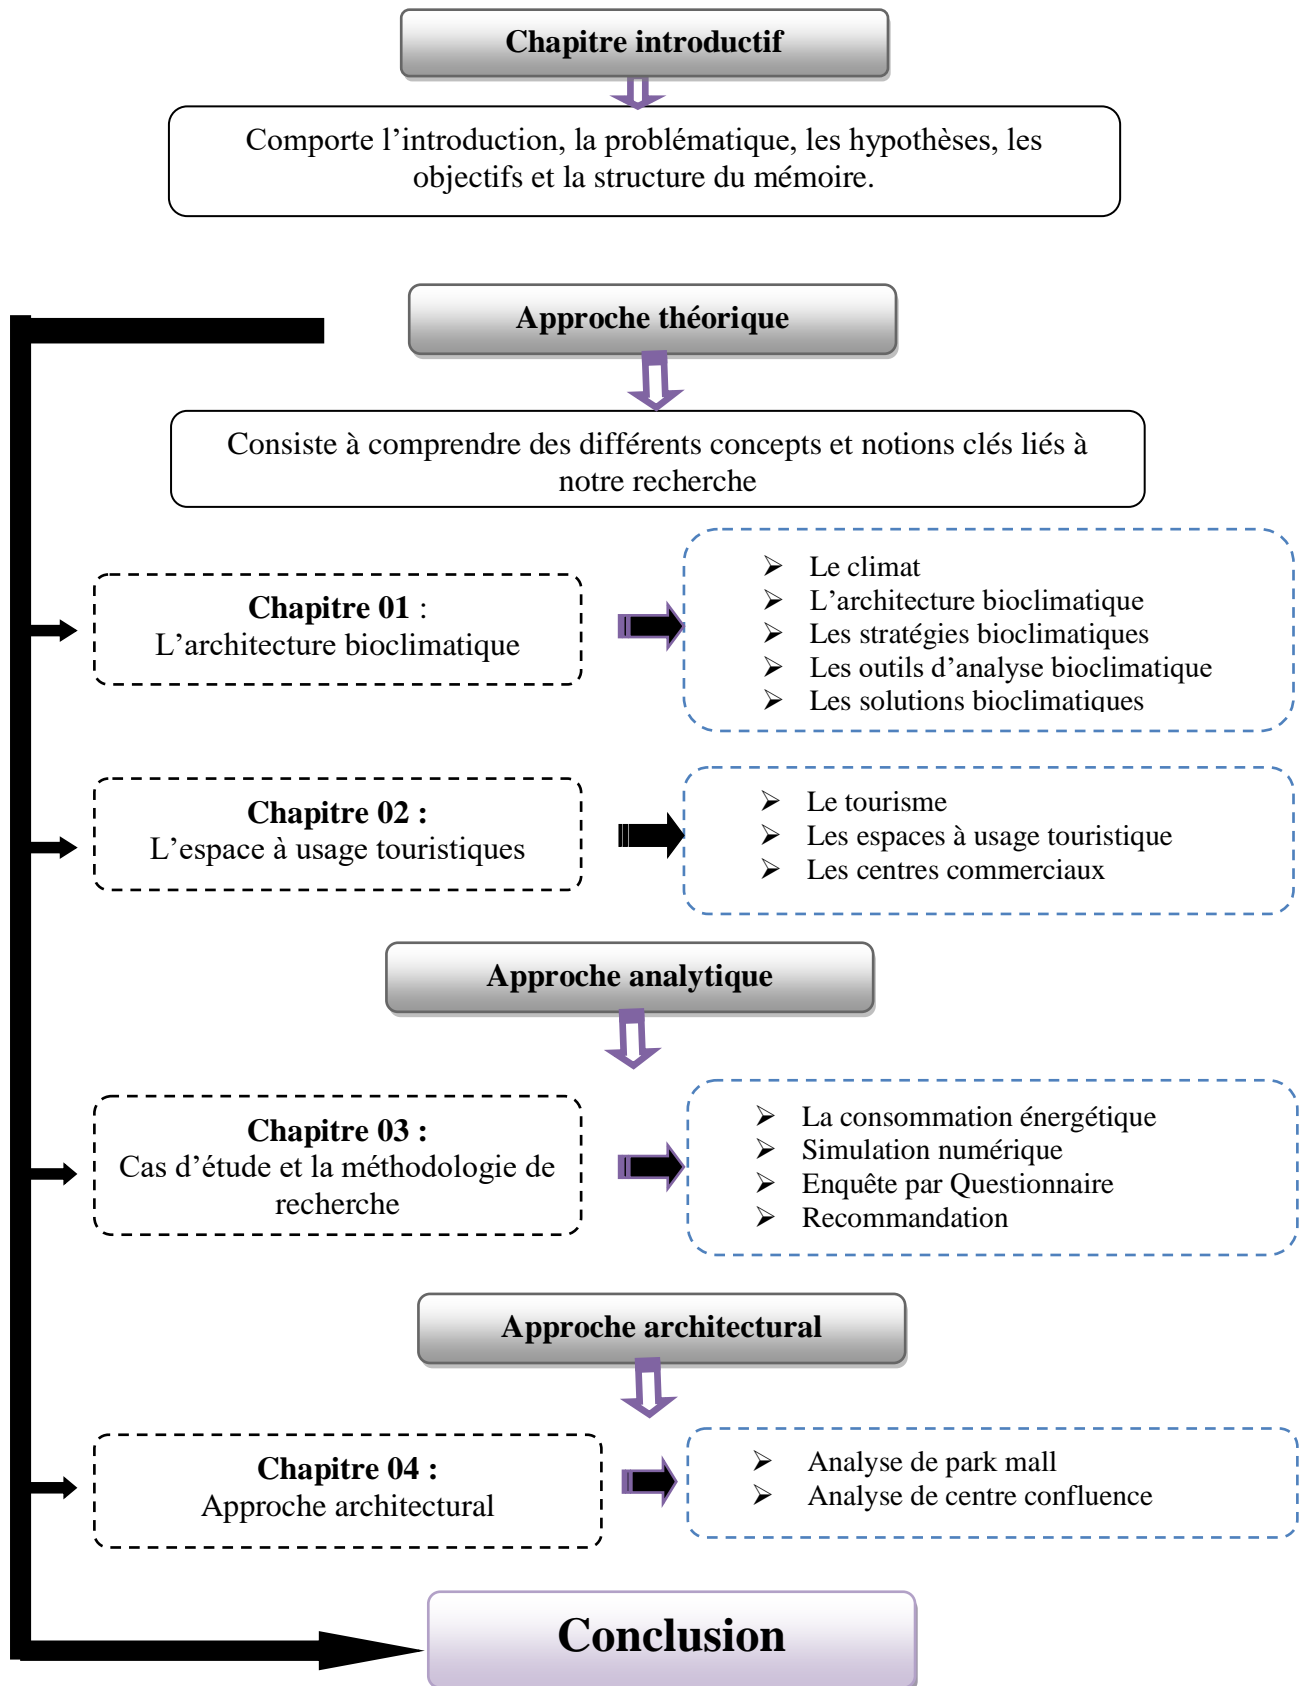 Chapitre introductif
Comporte l’introduction, la problématique, les hypothèses, les
objectifs et la structure du mémoire.
Approche théorique
Consiste à comprendre des différents concepts et notions clés liés à
notre recherche
Chapitre 01 :
L’architecture bioclimatique
➢ Le climat
➢ L’architecture bioclimatique
➢ Les stratégies bioclimatiques
➢ Les outils d’analyse bioclimatique
➢ Les solutions bioclimatiques
Chapitre 02 :
L’espace à usage touristiques
➢ Le tourisme
➢ Les espaces à usage touristique
➢ Les centres commerciaux
Approche analytique
Chapitre 03 :
Cas d’étude et la méthodologie de
recherche
➢ La consommation énergétique
➢ Simulation numérique
➢ Enquête par Questionnaire
➢ Recommandation
Approche architectural
Chapitre 04 :
Approche architectural
➢ Analyse de park mall
➢ Analyse de centre confluence
Conclusion